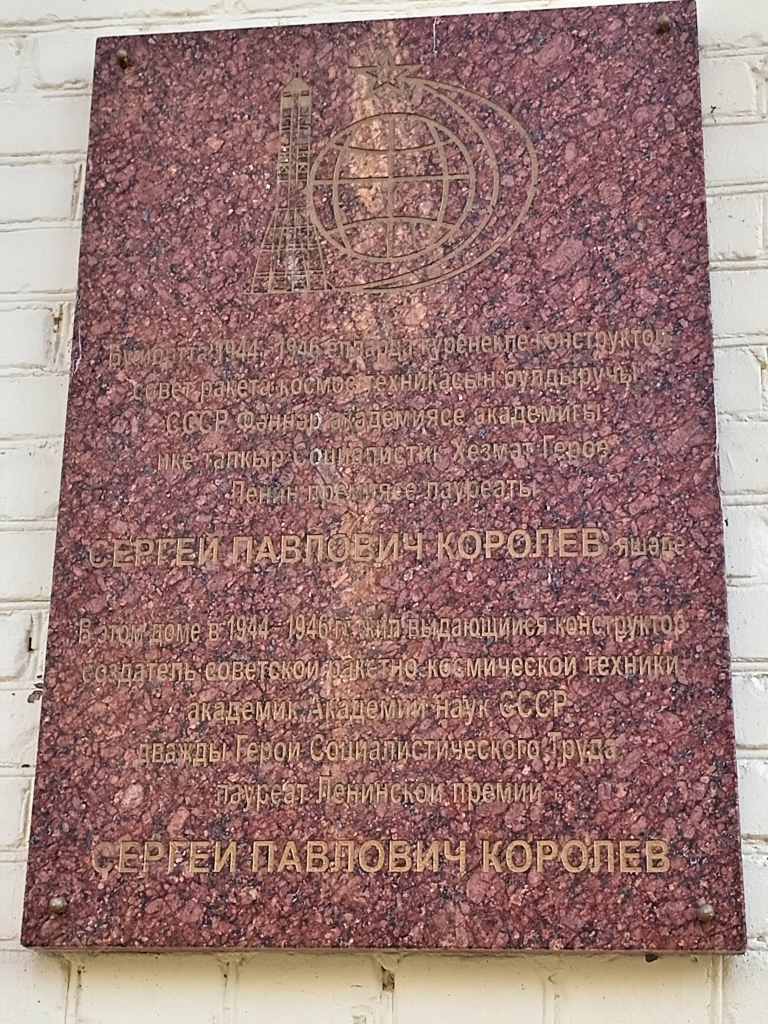 Бу йортта 1944 - 1946 елларда күренекле конструктор
совет ракета-космос техникасын булдыручы
СССР Фәннәр академиясе академигы
ике тапкыр Социалистик Хезмәт Герое
Ленин премиясе лауреаты
СЕРГЕЙ ПАВЛОВИЧ КОРОЛЕВ яшәде
В этом доме в 1944 - 1946 гг. жил выдающийся конструктор
создатель советской ракетно-космической техники
академик Академии наук СССР
дважды Герой Социалистического Труда
лауреат Ленинской премии
СЕРГЕЙ ПАВЛОВИЧ КОРОЛЕВ